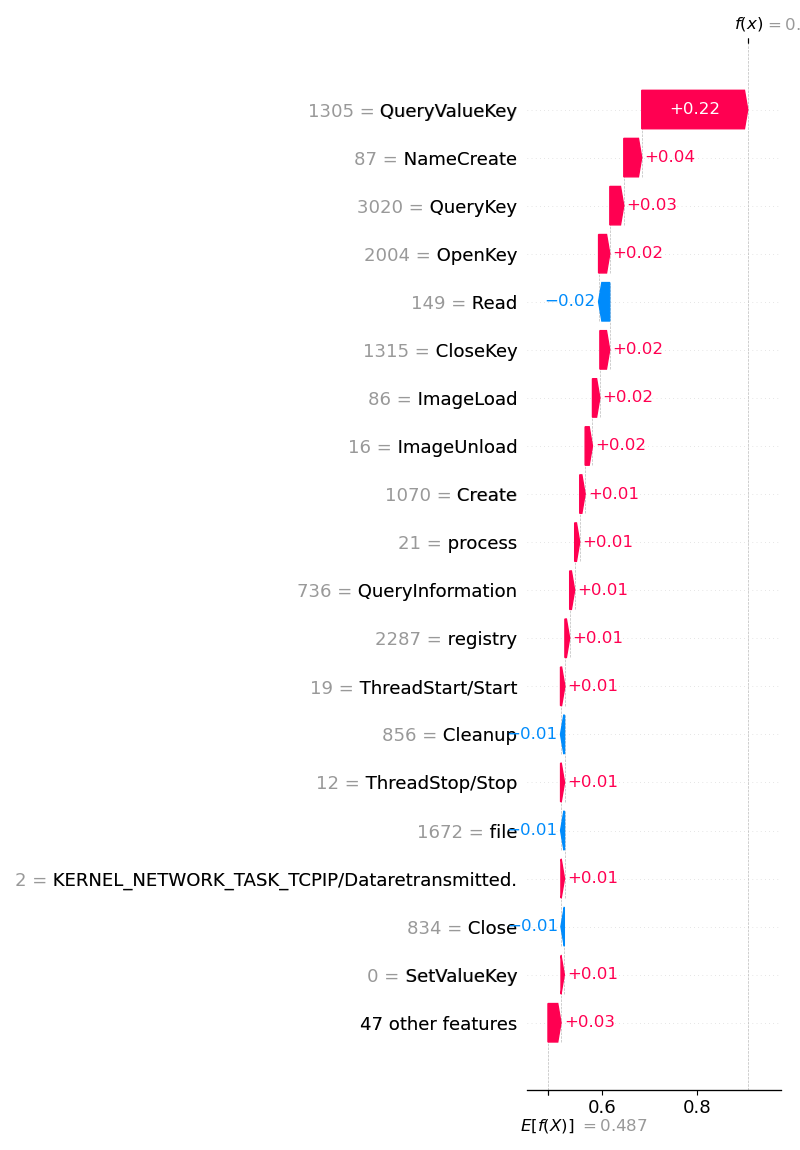 f(x) = 0.
1305 = QueryValueKey +0.22
87 = NameCreate +0.04
3020 = QueryKey +0.03
2004 = OpenKey +0.02
149 = Read −0.02
1315 = CloseKey +0.02
86 = ImageLoad +0.02
16 = ImageUnload +0.02
1070 = Create +0.01
21 = process +0.01
736 = QueryInformation +0.01
2287 = registry +0.01
19 = ThreadStart/Start +0.01
856 = Cleanup −0.01
12 = ThreadStop/Stop +0.01
1672 = file −0.01
2 = KERNEL_NETWORK_TASK_TCPIP/Dataretransmitted. +0.01
834 = Close −0.01
0 = SetValueKey +0.01
47 other features +0.03
0.6 0.8
E[f(X)] = 0.487